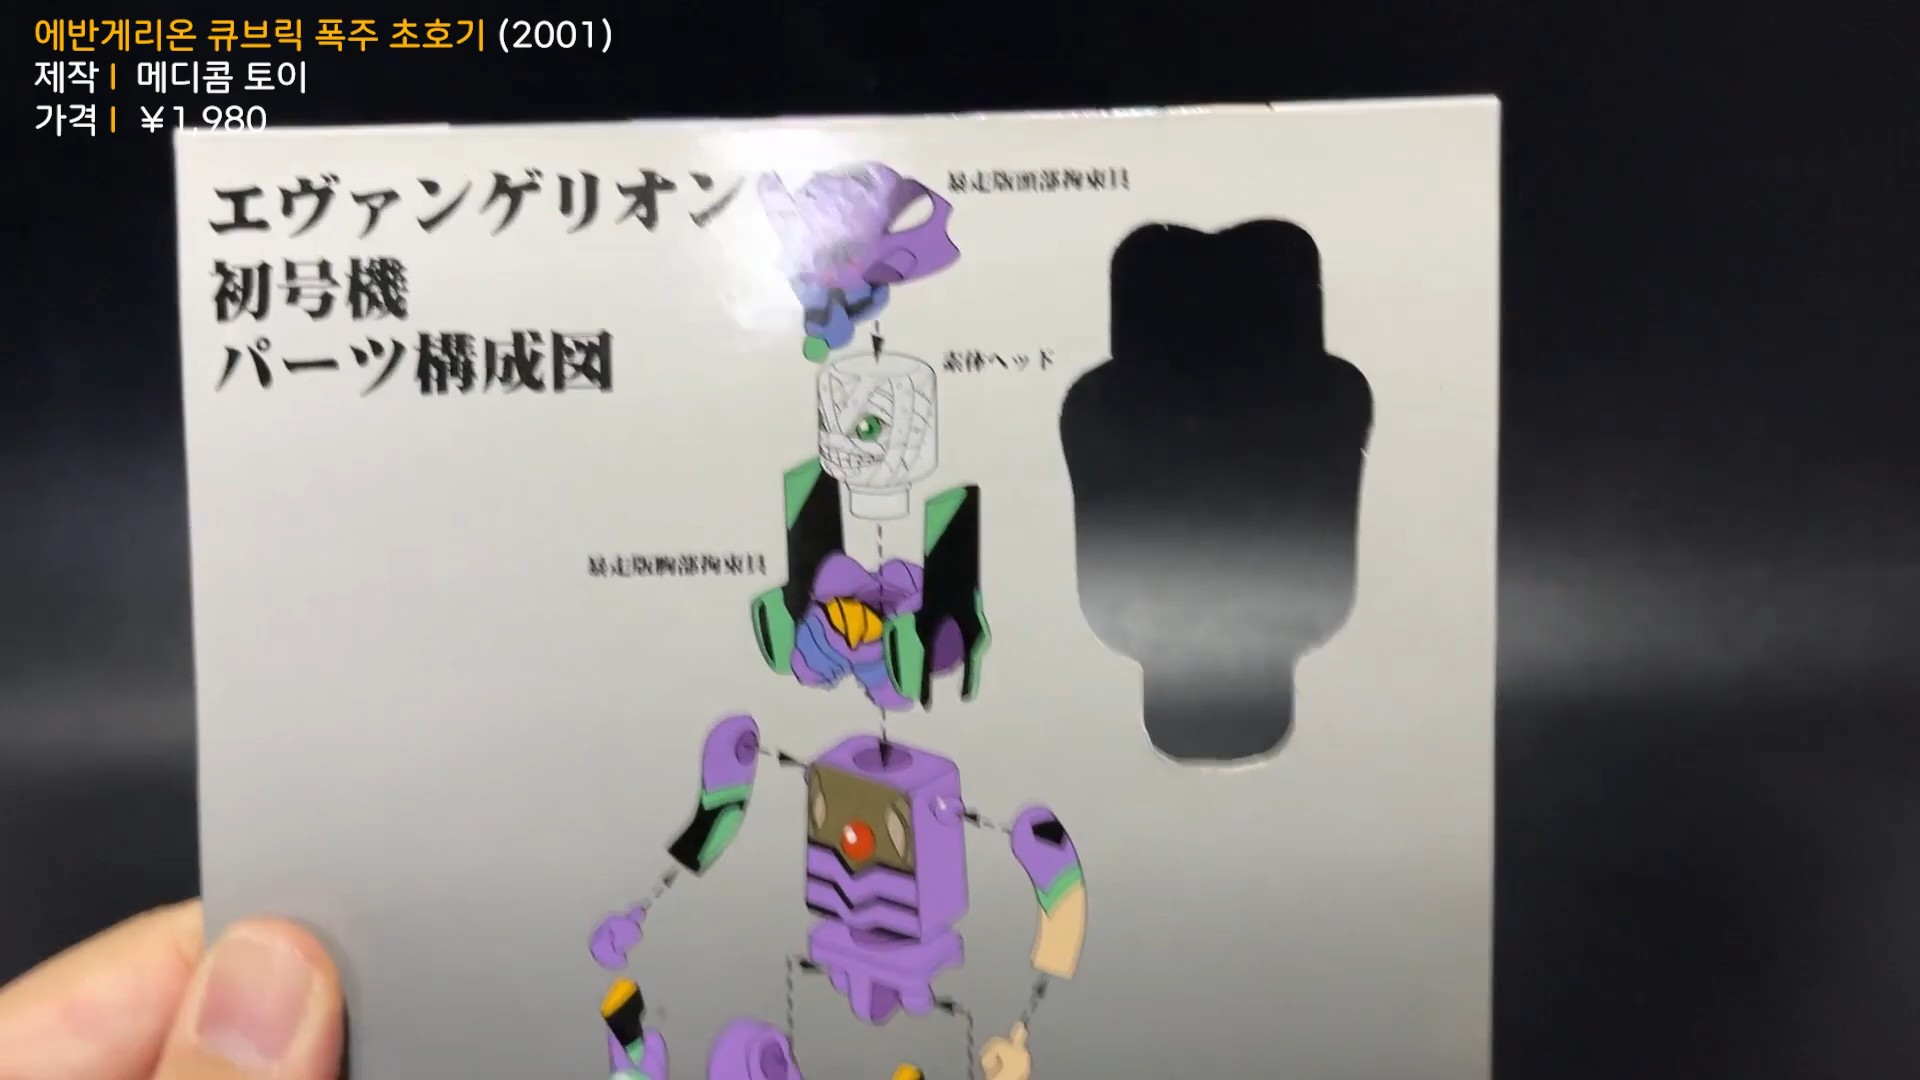 에반게리온 큐브릭 폭주 초호기 (2001)
제작 | 메디콤 토이
가격 | ￥1,980
エヴァンゲリオン
初号機
パーツ構成図
暴走版頭部拘束具
素体ヘッド
暴走版胸部拘束具